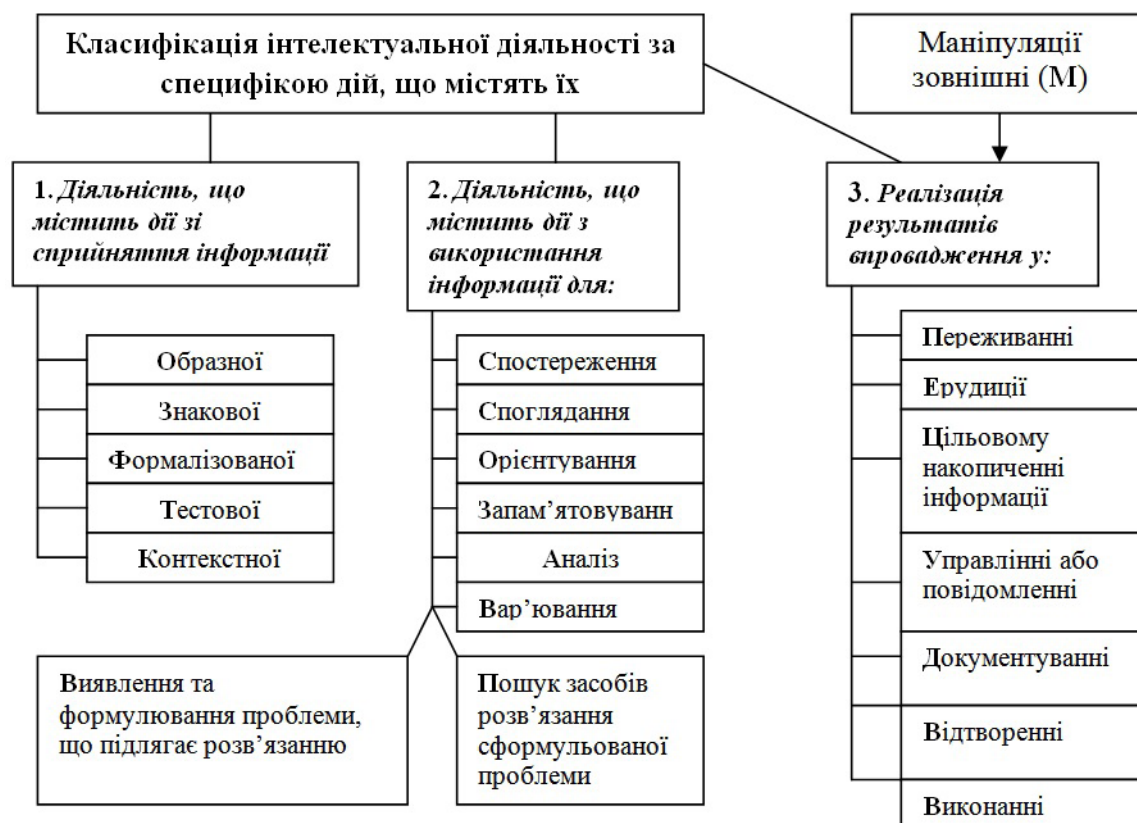 Класифікація інтелектуальної діяльності за
специфікою дій, що містять їх
Маніпуляції
зовнішні (М)
1. Діяльність, що
містить дії зі
сприйняття інформації
2. Діяльність, що
містить дії з
використання
інформації для:
3. Реалізація
результатів
впровадження у:
Образної
Знакової
Формалізованої
Тестової
Контекстної
Спостереження
Споглядання
Орієнтування
Запам’ятовуванн
Аналіз
Вар’ювання
Виявлення та
формулювання проблеми,
що підлягає розв’язанню
Пошук засобів
розв’язання
сформульованої
проблеми
Переживанні
Ерудиції
Цільовому
накопиченні
інформації
Управлінні або
повідомленні
Документуванні
Відтворенні
Виконанні